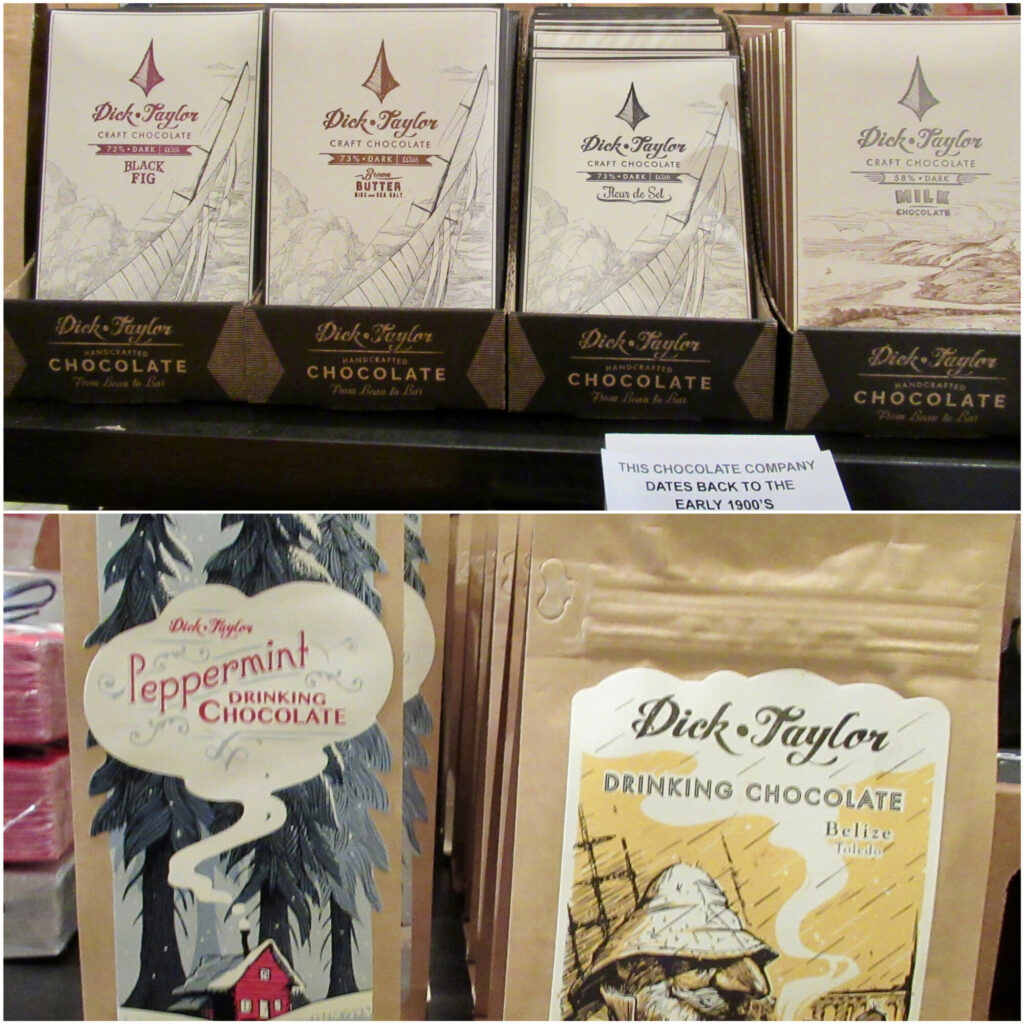 Dick·Taylor
CRAFT CHOCOLATE
72%·DARK With
BLACK
FIG
Dick·Taylor
CRAFT CHOCOLATE
73%·DARK With
Brown
BUTTER
NIBS AND SEA SALT
Dick·Taylor
CRAFT CHOCOLATE
73%·DARK With
Fleur de Sel
Dick·Taylor
CRAFT CHOCOLATE
58%·DARK
MILK
CHOCOLATE
Dick·Taylor
HANDCRAFTED
CHOCOLATE
From Bean to Bar
Dick·Taylor
HANDCRAFTED
CHOCOLATE
From Bean to Bar
Dick·Taylor
HANDCRAFTED
CHOCOLATE
From Bean to Bar
Dick·Taylor
HANDCRAFTED
CHOCOLATE
From Bean to Bar
THIS CHOCOLATE COMPANY
DATES BACK TO THE
EARLY 1900'S
Dick·Taylor
Peppermint
DRINKING
CHOCOLATE
Dick·Taylor
DRINKING CHOCOLATE
Belize
Toledo